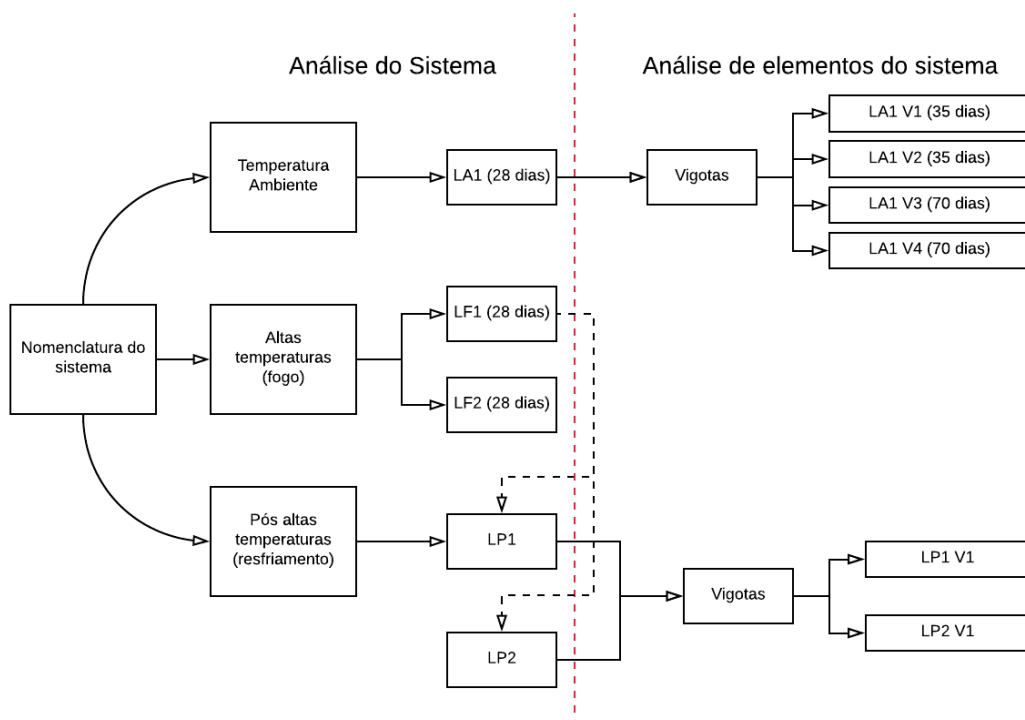 Análise do Sistema
Análise de elementos do sistema
Temperatura
Ambiente
LA1 (28 dias)
Vigotas
LA1 V1 (35 dias)
LA1 V2 (35 dias)
LA1 V3 (70 dias)
LA1 V4 (70 dias)
Nomenclatura do
sistema
Altas
temperaturas
(fogo)
LF1 (28 dias)
LF2 (28 dias)
Pós altas
temperaturas
(resfriamento)
LP1
LP2
Vigotas
LP1 V1
LP2 V1